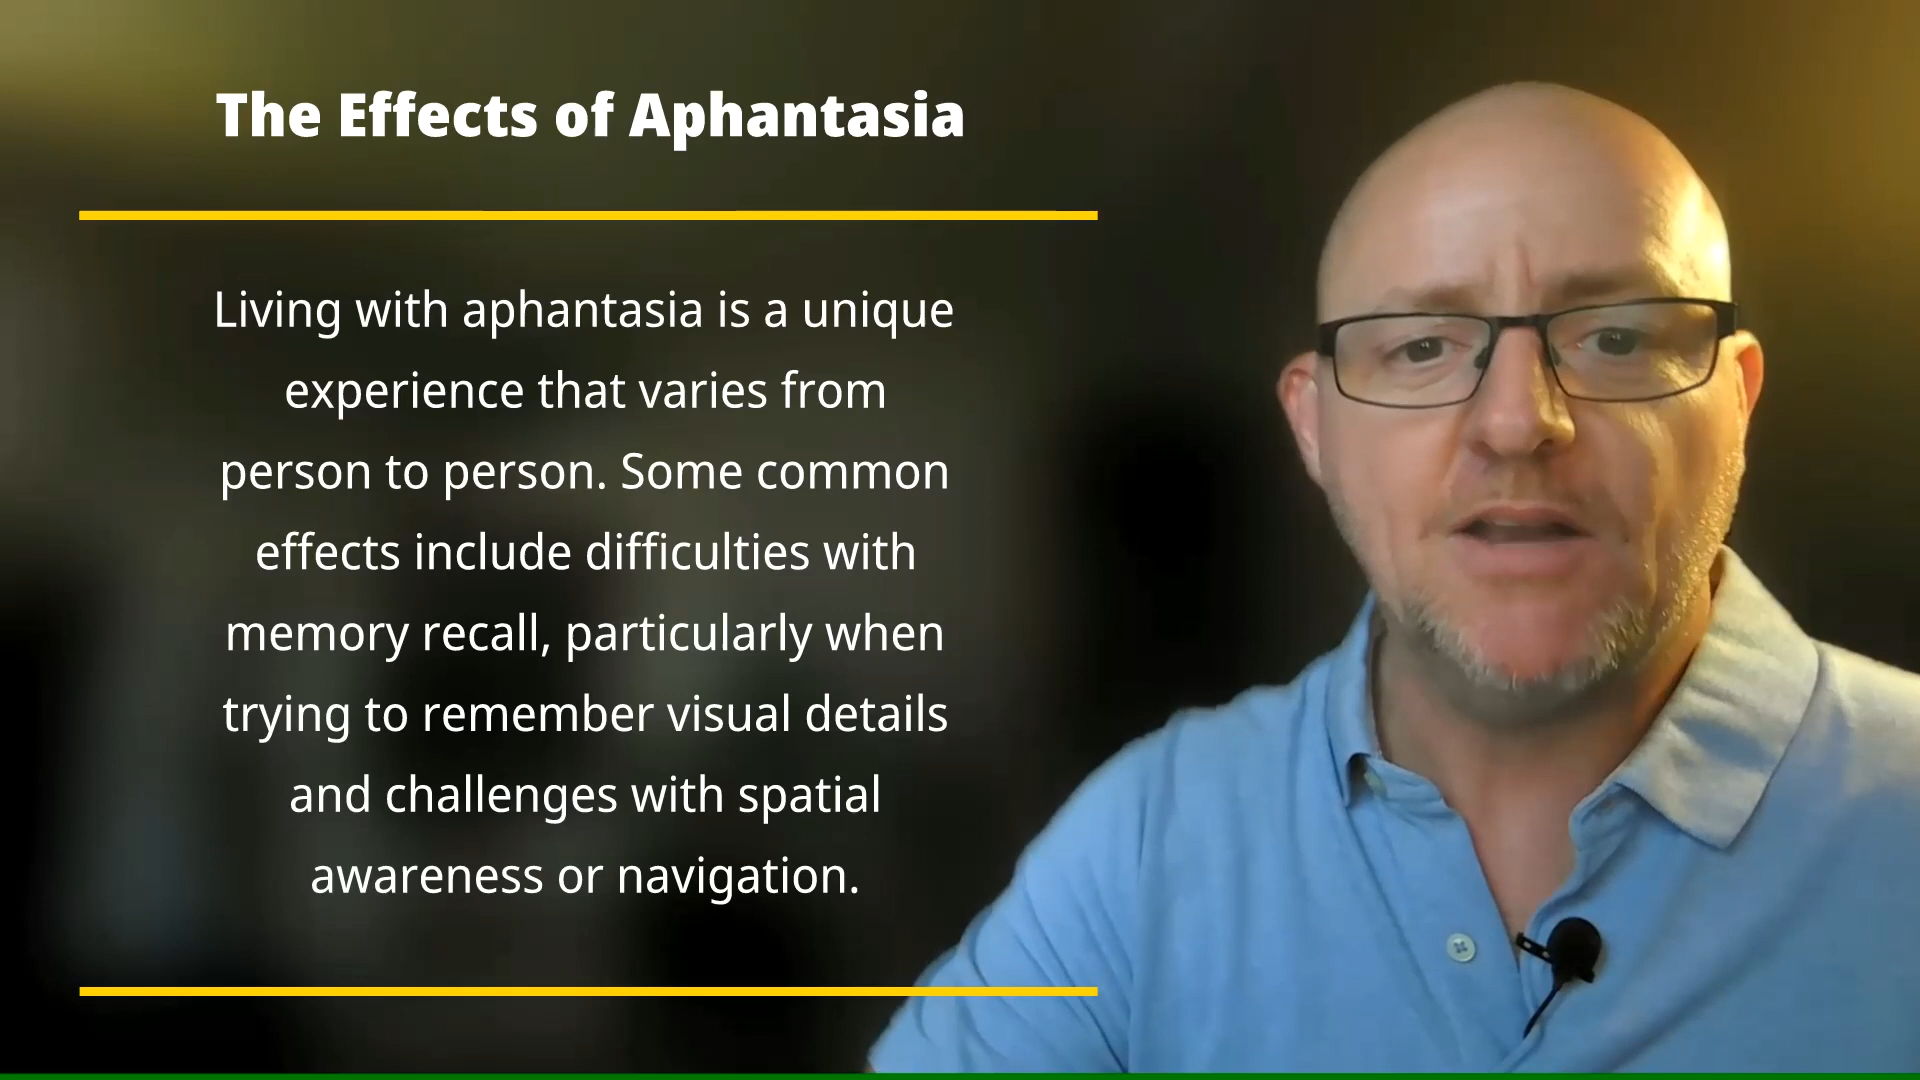 The Effects of Aphantasia
Living with aphantasia is a unique
experience that varies from
person to person. Some common
effects include difficulties with
memory recall, particularly when
trying to remember visual details
and challenges with spatial
awareness or navigation.